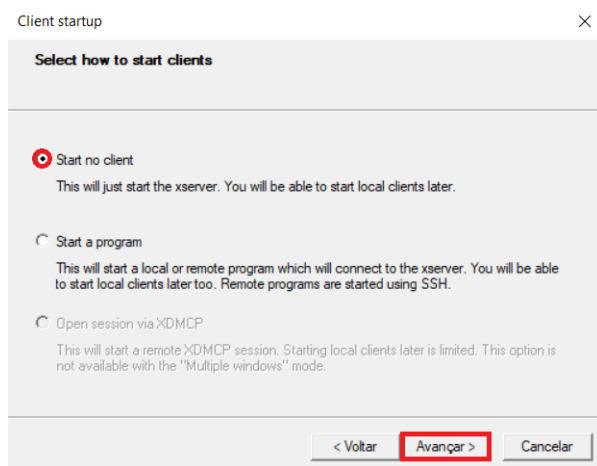 Client startup
Select how to start clients
Start no client
This will just start the xserver. You will be able to start local clients later.
Start a program
This will start a local or remote program which will connect to the xserver. You will be able
to start local clients later too. Remote programs are started using SSH.
Open session via XDMCP
This will start a remote XDMCP session. Starting local clients later is limited. This option is
not available with the "Multiple windows" mode.
< Voltar Avançar > Cancelar